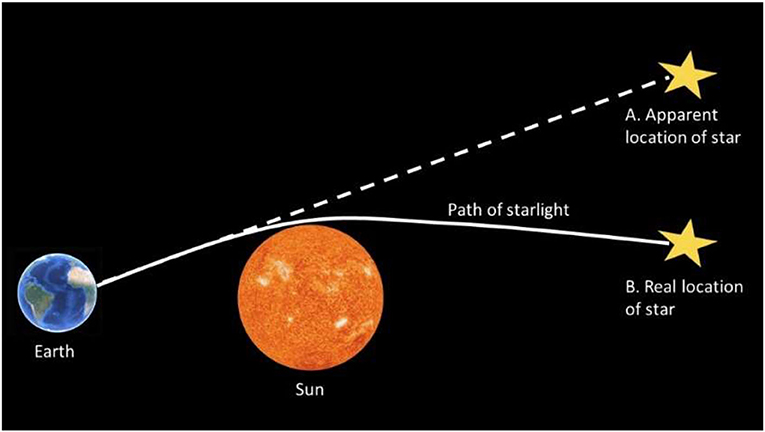 A. Apparent
location of star
Path of starlight
B. Real location
of star
Earth
Sun